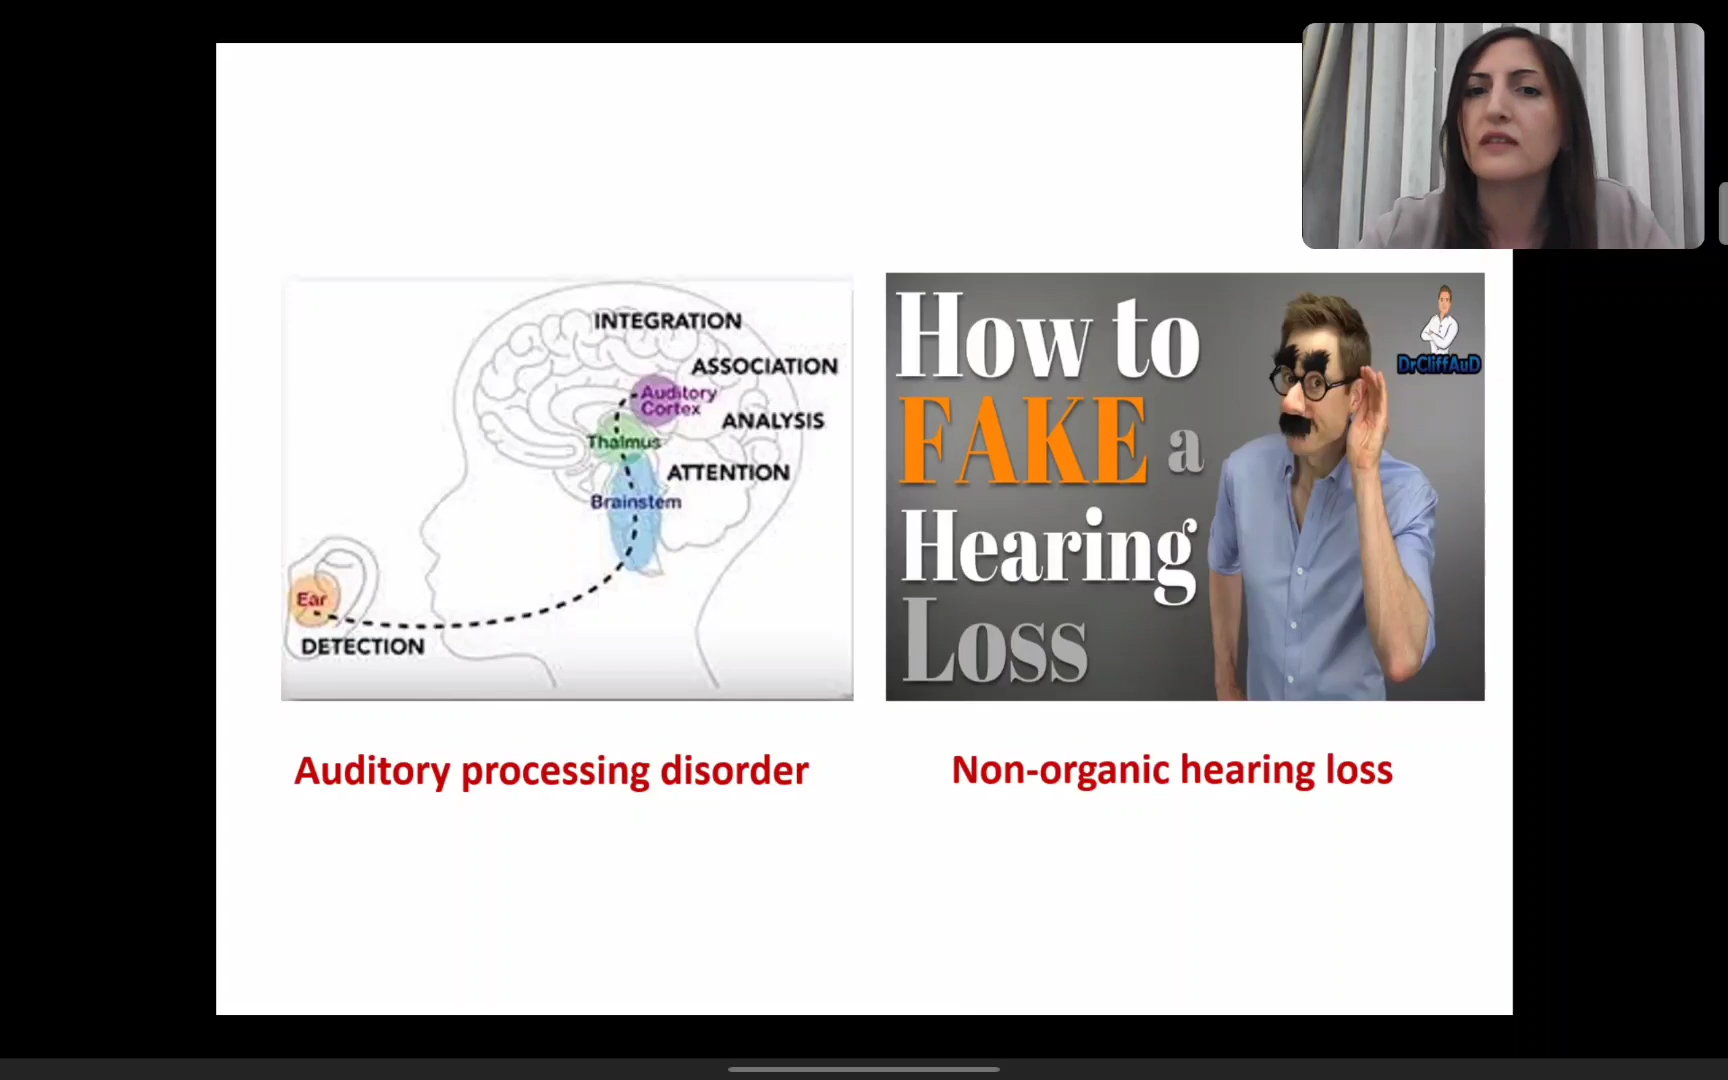 INTEGRATION
ASSOCIATION
Auditory
Cortex
ANALYSIS
Thalmus
ATTENTION
Brainstem
Ear
DETECTION
How to
FAKE a
Hearing
Loss
DrCliffAuD
Auditory processing disorder
Non-organic hearing loss